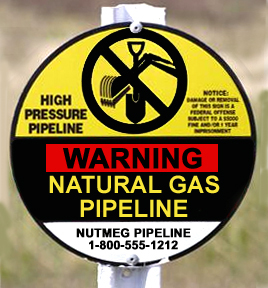 HIGH
PRESSURE
PIPELINE
NOTICE:
DAMAGE OR REMOVAL
OF THIS SIGN IS A
FEDERAL OFFENSE
SUBJECT TO A $5000
FINE AND/OR 1 YEAR
IMPRISONMENT
WARNING
NATURAL GAS
PIPELINE
NUTMEG PIPELINE
1-800-555-1212